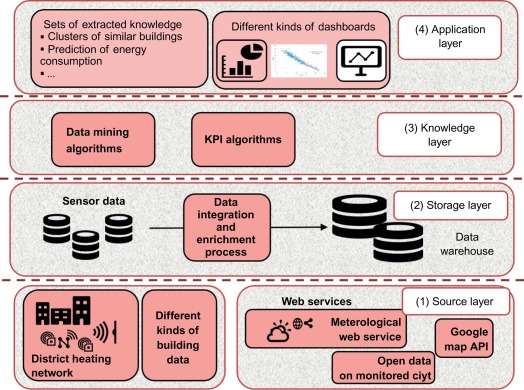 Sets of extracted knowledge
▪ Clusters of similar buildings
▪ Prediction of energy
consumption
▪ ...
Different kinds of dashboards
(4) Application
layer
Data mining
algorithms
KPI algorithms
(3) Knowledge
layer
Sensor data
Data
integration
and
enrichment
process
(2) Storage layer
Data
warehouse
District heating
network
Different
kinds of
building
data
Web services
(1) Source layer
Meterological
web service
Google
map API
Open data
on monitored ciyt